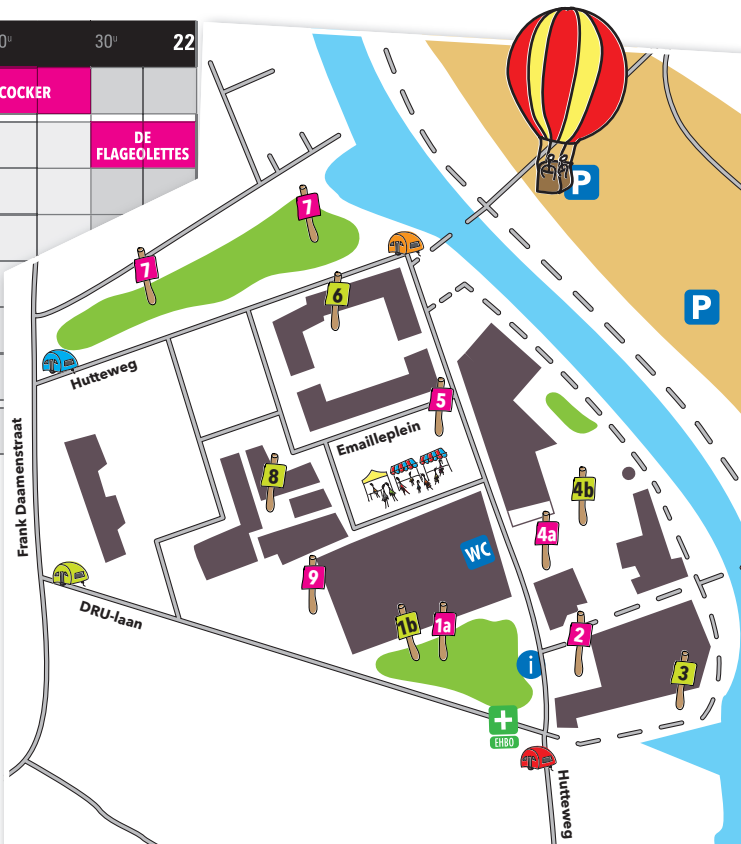 0ᵘ 30ᵘ 22
COCKER
DE
FLAGEOLETTES
P
7
7
P
6
Hutteweg
5
Emailleplein
Frank Daamenstraat
8
4b
4a
WC
9
DRU-laan
1b
1a
2
i
3
EHBO
Hutteweg